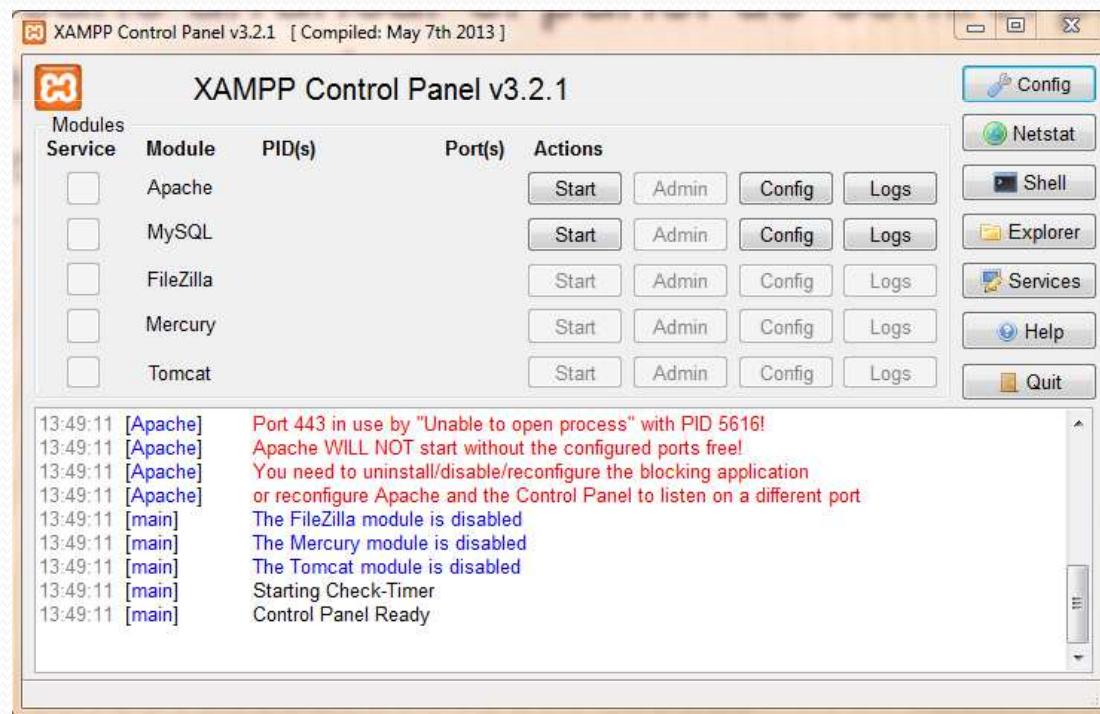 XAMPP Control Panel v3.2.1 [ Compiled: May 7th 2013 ]
XAMPP Control Panel v3.2.1
Config
Modules
Service Module PID(s) Port(s) Actions
Netstat
Apache Start Admin Config Logs
Shell
MySQL Start Admin Config Logs
Explorer
FileZilla Start Admin Config Logs
Services
Mercury Start Admin Config Logs
Help
Tomcat Start Admin Config Logs
Quit
13:49:11 [Apache] Port 443 in use by "Unable to open process" with PID 5616!
13:49:11 [Apache] Apache WILL NOT start without the configured ports free!
13:49:11 [Apache] You need to uninstall/disable/reconfigure the blocking application
13:49:11 [Apache] or reconfigure Apache and the Control Panel to listen on a different port
13:49:11 [main] The FileZilla module is disabled
13:49:11 [main] The Mercury module is disabled
13:49:11 [main] The Tomcat module is disabled
13:49:11 [main] Starting Check-Timer
13:49:11 [main] Control Panel Ready